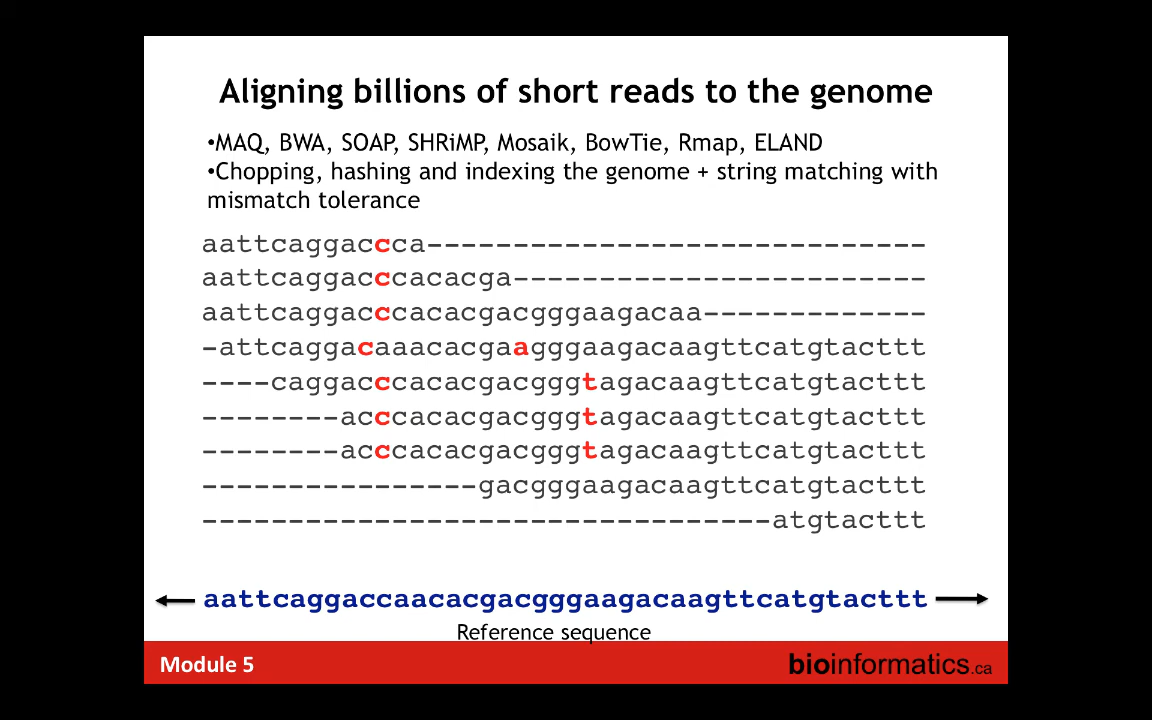 Aligning billions of short reads to the genome
•MAQ, BWA, SOAP, SHRiMP, Mosaik, BowTie, Rmap, ELAND
•Chopping, hashing and indexing the genome + string matching with
mismatch tolerance
aattcaggaccca-----------------------------
aattcaggacccacacga------------------------
aattcaggacccacacgacgggaagacaa-------------
-attcaggacaaacacgaagggaagacaagttcatgtacttt
----caggacccacacgacgggtagacaagttcatgtacttt
--------acccacacgacgggtagacaagttcatgtacttt
--------acccacacgacgggtagacaagttcatgtacttt
----------------gacgggaagacaagttcatgtacttt
---------------------------------atgtacttt
aattcaggaccaacacgacgggaagacaagttcatgtacttt
Reference sequence
Module 5
bioinformatics.ca